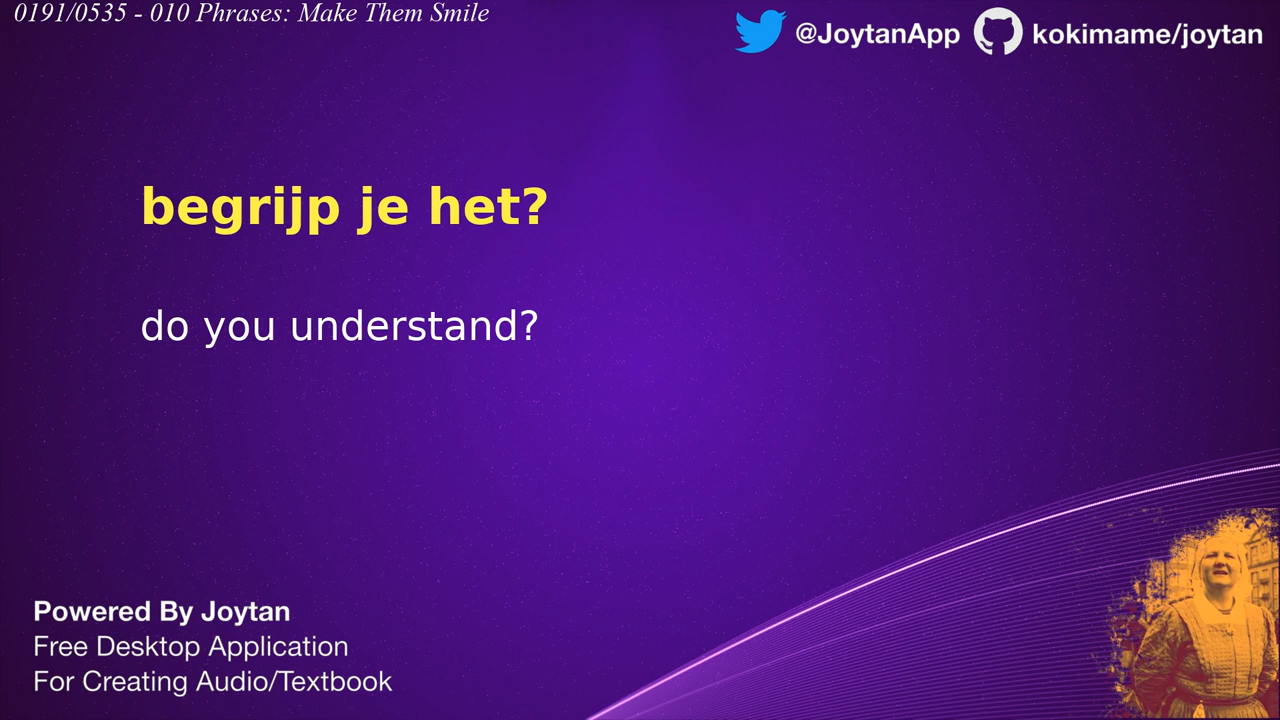 0191/0535 - 010 Phrases: Make Them Smile
@JoytanApp kokimame/joytan
begrijp je het?
do you understand?
Powered By Joytan
Free Desktop Application
For Creating Audio/Textbook